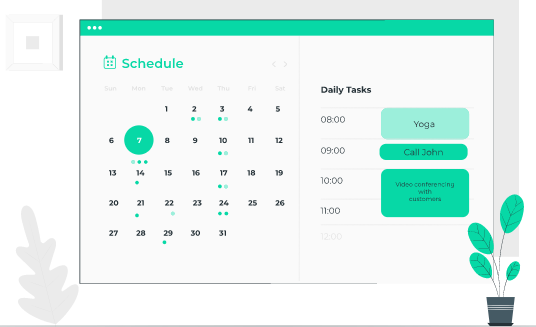 Schedule
Sun Mon Tue Wed Thu Fri Sat
1 2 3 4 5
6 7 8 9 10 11 12
13 14 15 16 17 18 19
20 21 22 23 24 25 26
27 28 29 30 31
Daily Tasks
08:00
Yoga
09:00
Call John
10:00
Video conferencing
with
customers
11:00
12:00